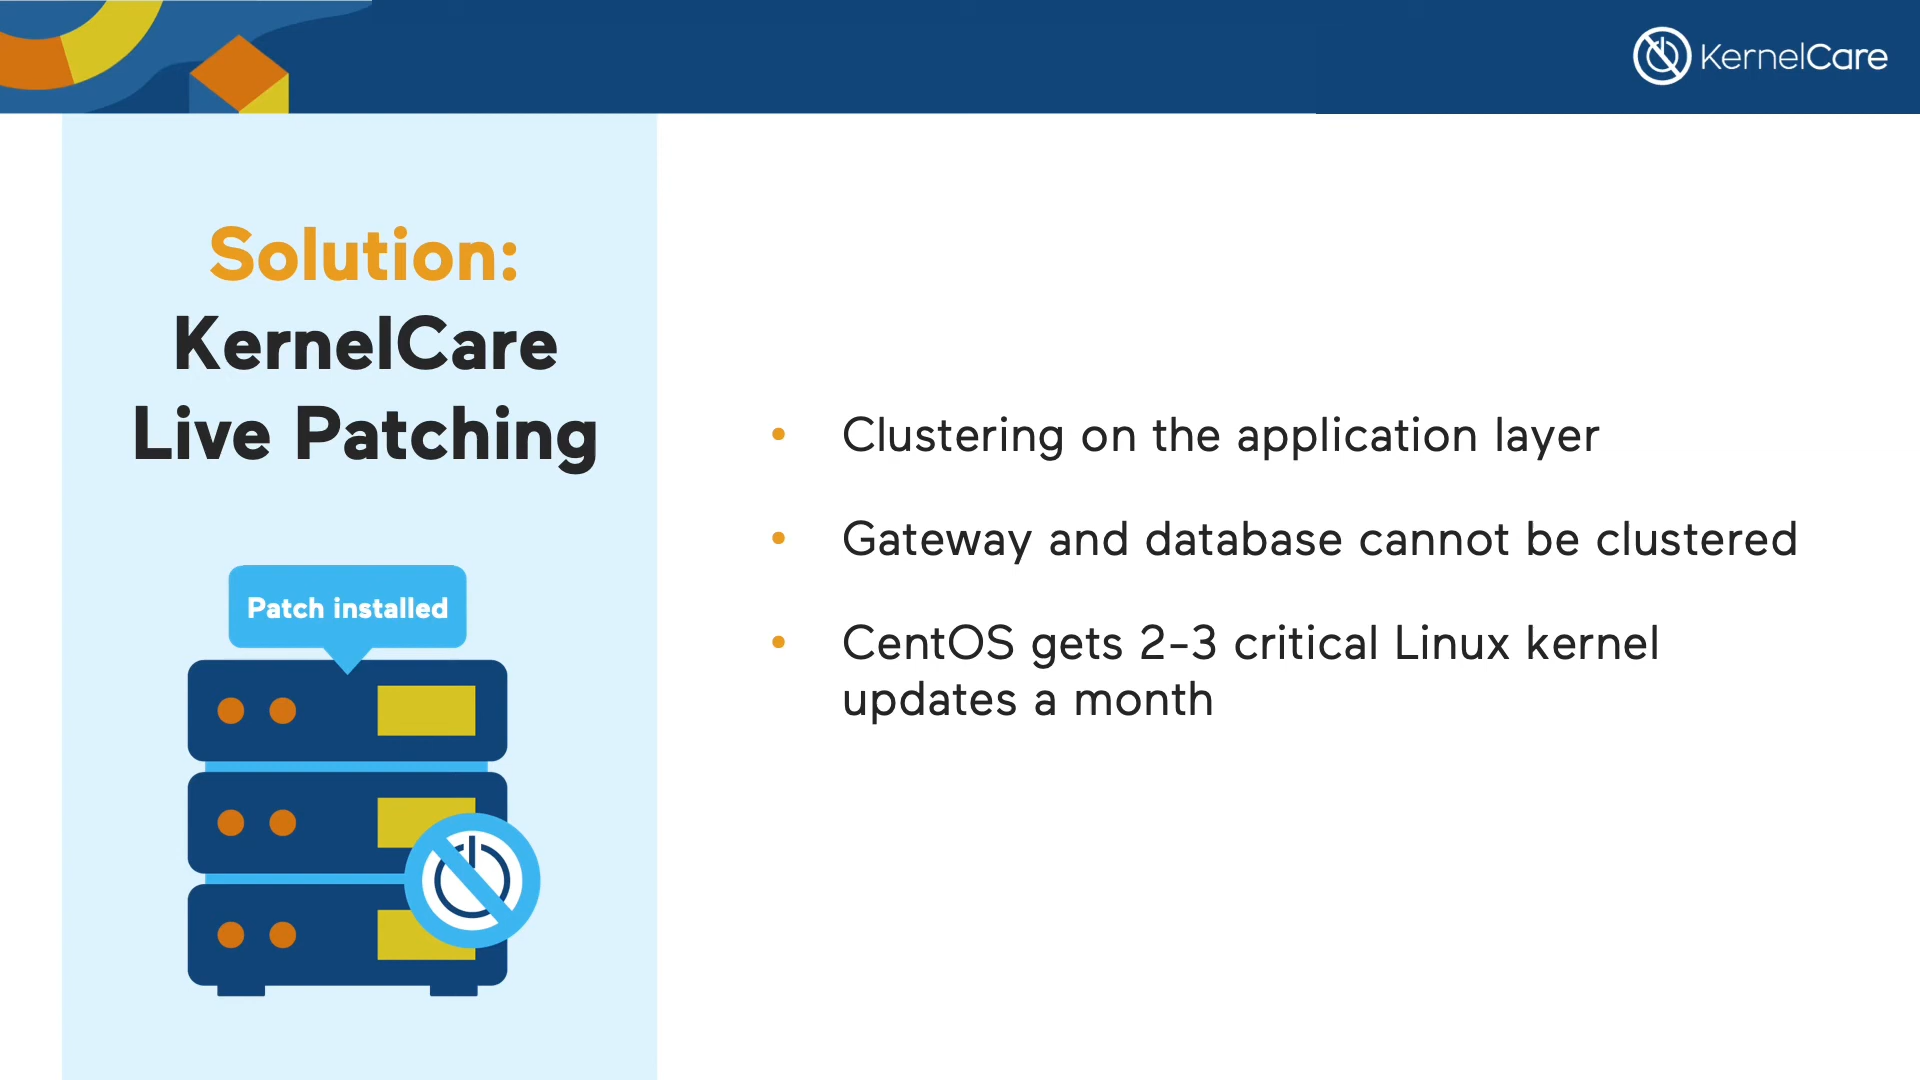 KernelCare
Solution:
KernelCare
Live Patching
Patch installed
• Clustering on the application layer
• Gateway and database cannot be clustered
• CentOS gets 2-3 critical Linux kernel
updates a month